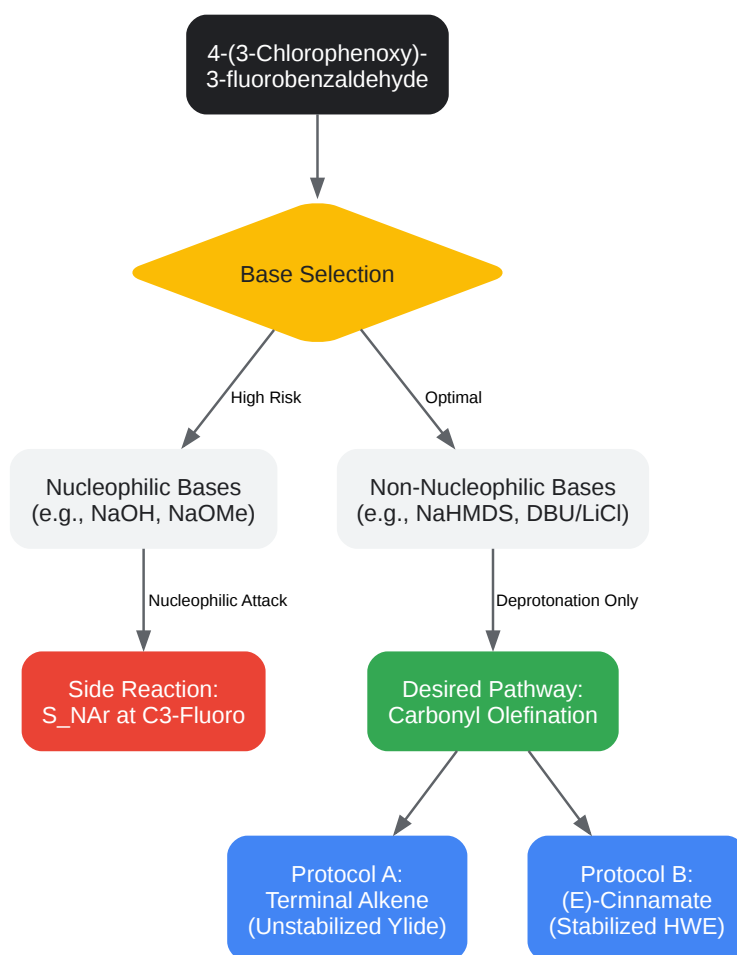 4-(3-Chlorophenoxy)-
3-fluorobenzaldehyde
Base Selection
High Risk
Optimal
Nucleophilic Bases
(e.g., NaOH, NaOMe)
Non-Nucleophilic Bases
(e.g., NaHMDS, DBU/LiCl)
Nucleophilic Attack
Deprotonation Only
Side Reaction:
S_NAr at C3-Fluoro
Desired Pathway:
Carbonyl Olefination
Protocol A:
Terminal Alkene
(Unstabilized Ylide)
Protocol B:
(E)-Cinnamate
(Stabilized HWE)